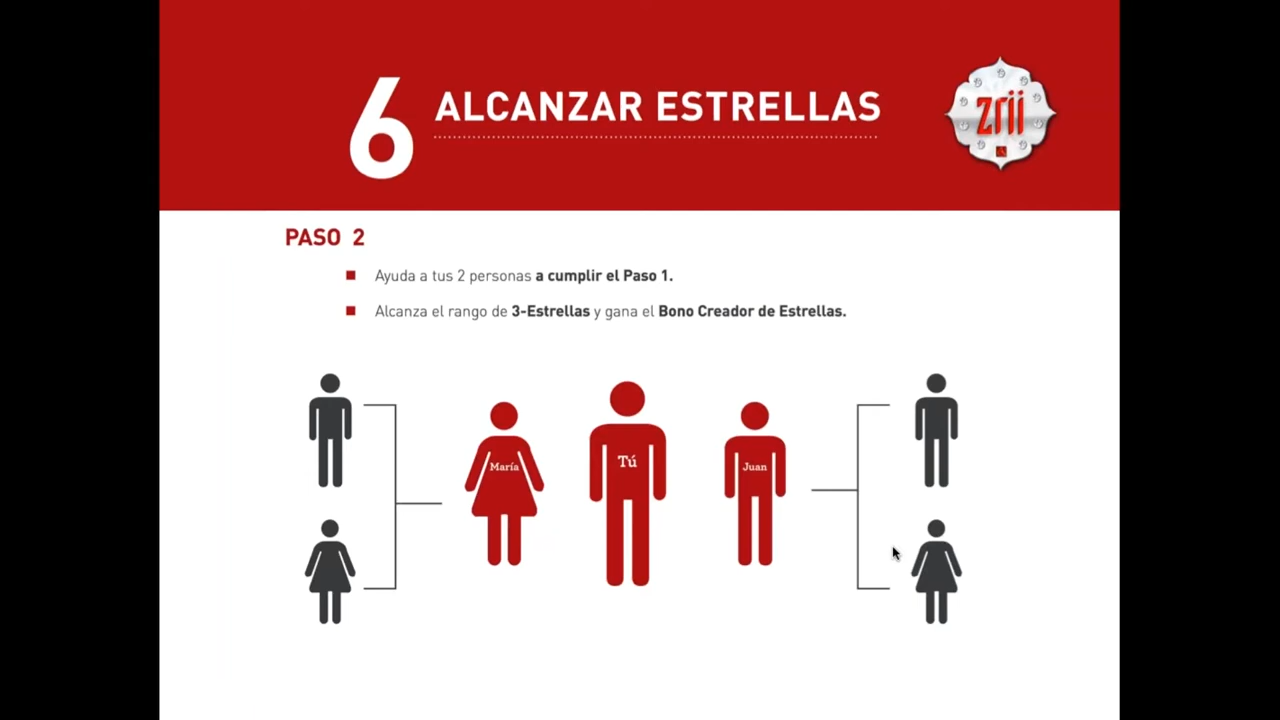 6
ALCANZAR ESTRELLAS
zrii
PASO 2
Ayuda a tus 2 personas a cumplir el Paso 1.
Alcanza el rango de 3-Estrellas y gana el Bono Creador de Estrellas.
María
Tú
Juan